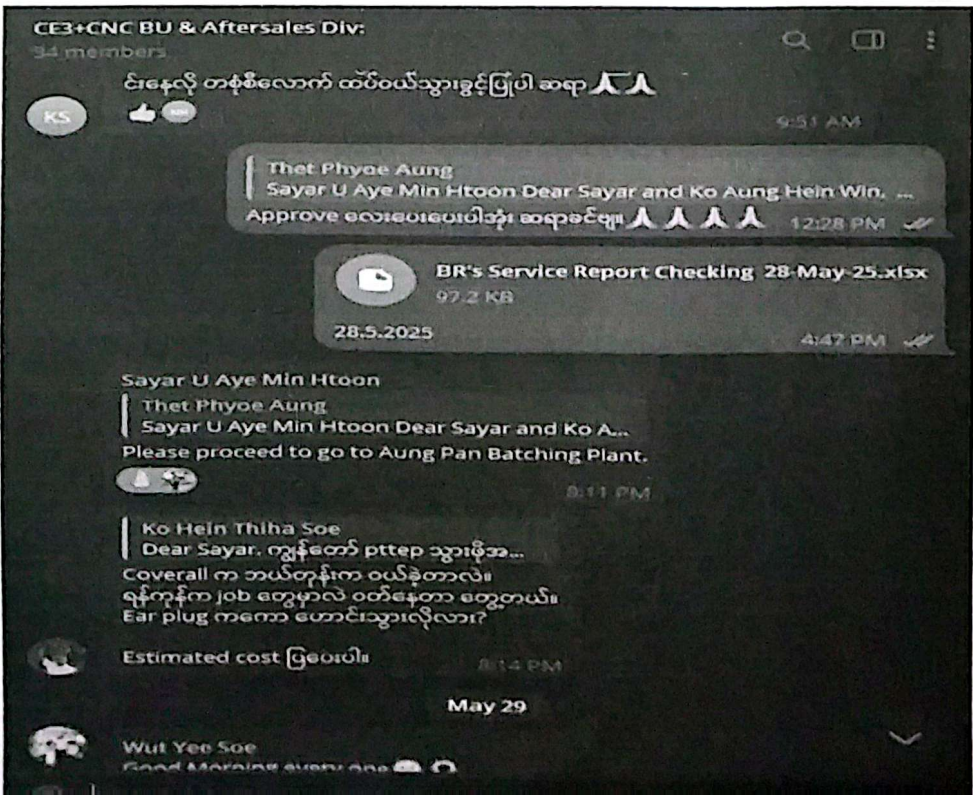 CE3+CNC BU & Aftersales Div:
94 members
င်းနေလို့ တစုံစီလောက် ထပ်ဝယ်သွားခွင့်ပြုပါ ဆရာ 🙏 🙏
KS
9:51 AM
Thet Phyoe Aung
Sayar U Aye Min Htoon Dear Sayar and Ko Aung Hein Win, ...
Approve လေးပေးပေးပါအုံး ဆရာခင်ဗျ။ 🙏 🙏 🙏 🙏 12:28 PM
BR's Service Report Checking 28-May-25.xlsx
97.2 KB
28.5.2025
4:47 PM
Sayar U Aye Min Htoon
Thet Phyoe Aung
Sayar U Aye Min Htoon Dear Sayar and Ko A...
Please proceed to go to Aung Pan Batching Plant.
8:11 PM
Ko Hein Thiha Soe
Dear Sayar, ကျွန်တော် pttep သွားဖို့အ...
Coverall က ဘယ်တုန်းက ဝယ်ခဲ့တာလဲ။
ရန်ကုန်က job တွေမှာလဲ ဝတ်နေတာ တွေ့တယ်။
Ear plug ကကော ဟောင်းသွားလို့လား?
Estimated cost ပြပေးပါ။ 8:14 PM
May 29
Wut Yee Soe
Good Morning every one